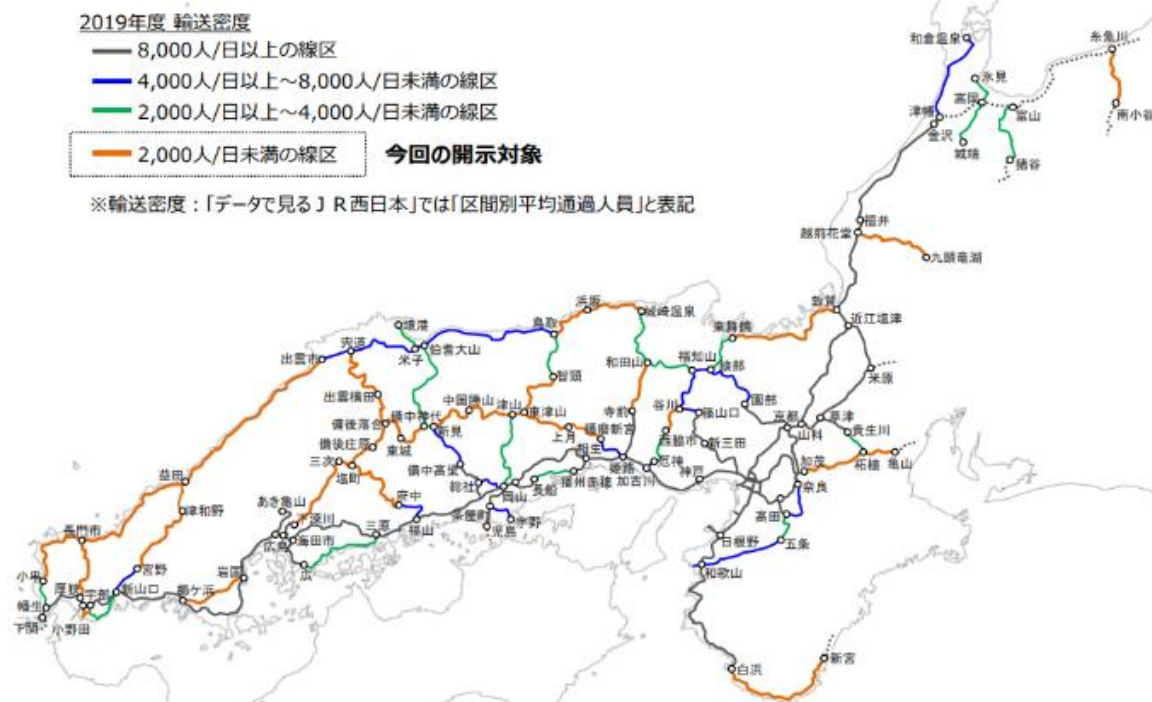 2019年度 輸送密度
8,000人/日以上の線区
4,000人/日以上～8,000人/日未満の線区
2,000人/日以上～4,000人/日未満の線区
2,000人/日未満の線区
今回の開示対象
※輸送密度：「データで見るＪＲ西日本」では「区間別平均通過人員」と表記
和倉温泉
糸魚川
氷見
高岡
富山
津幡
金沢
城端
猪谷
南小谷
福井
越前花堂
九頭竜湖
敦賀
近江塩津
米原
浜坂
城崎温泉
東舞鶴
境港
鳥取
宍道
出雲市
米子
伯耆大山
和田山
福知山
綾部
智頭
出雲横田
中国勝山
津山
東津山
寺前
谷川
篠山口
園部
京都
山科
草津
貴生川
備後落合
備中神代
新見
備後庄原
東城
上月
播磨新宮
西脇市
新三田
三次
塩町
備中高梁
相生
姫路
厄神
加古川
神戸
加茂
柘植
亀山
奈良
益田
総社
岡山
長船
播州赤穂
府中
福山
茶屋町
児島
宇野
高田
五条
あき亀山
下深川
三原
津和野
広島
海田市
広
日根野
和歌山
長門市
宮野
岩国
小串
厚狭
宇部
新山口
櫛ケ浜
幡生
下関
小野田
白浜
新宮